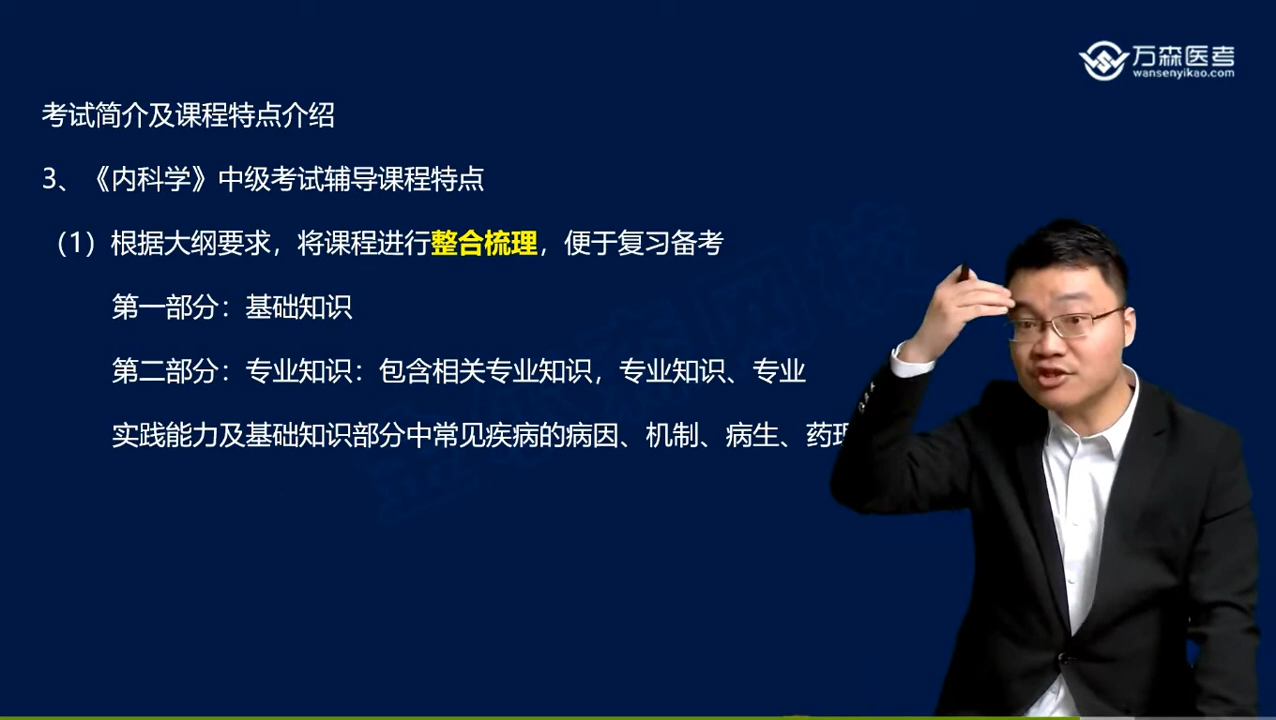 万森医考
wansenyikao.com
考试简介及课程特点介绍
3、《内科学》中级考试辅导课程特点
（1）根据大纲要求，将课程进行整合梳理，便于复习备考
第一部分：基础知识
第二部分：专业知识：包含相关专业知识，专业知识、专业
实践能力及基础知识部分中常见疾病的病因、机制、病生、药理